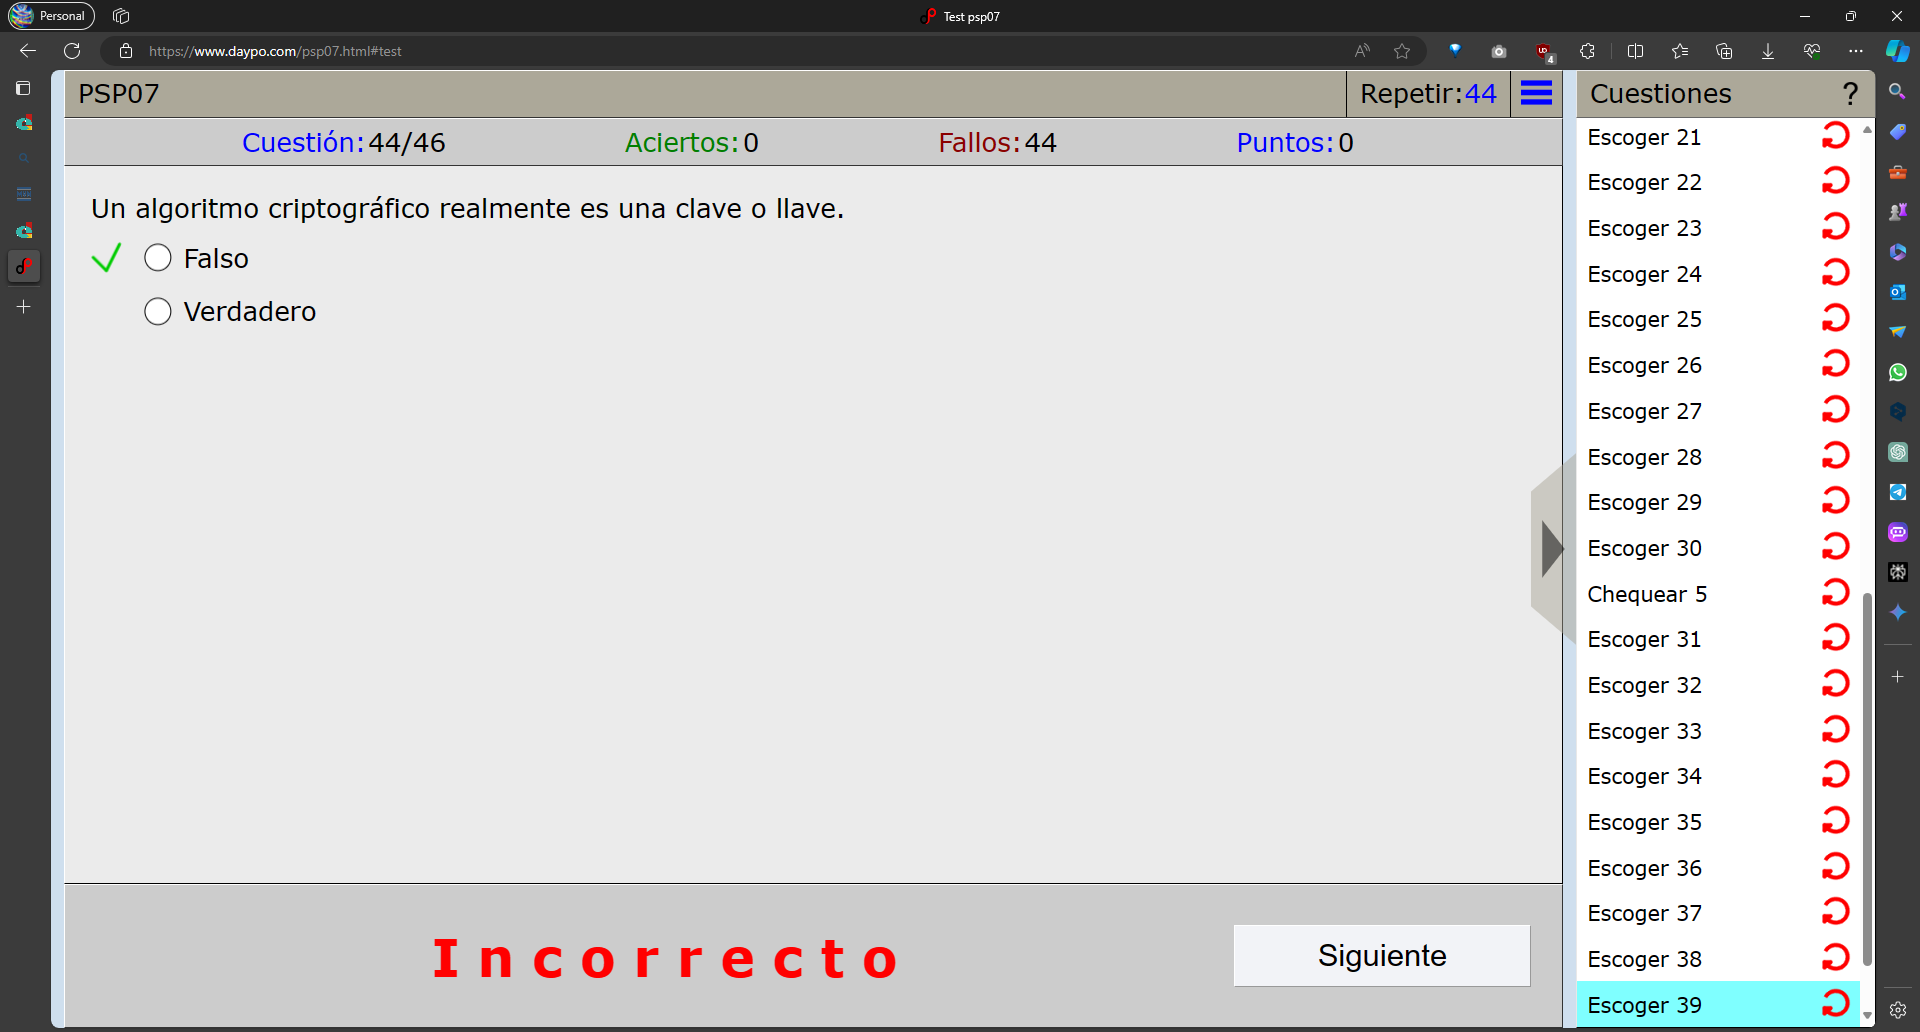 Personal
Test psp07
https://www.daypo.com/psp07.html#test
PSP07
Repetir:44
Cuestión:44/46
Aciertos:0
Fallos:44
Puntos:0
Un algoritmo criptográfico realmente es una clave o llave.
Falso
Verdadero
Incorrecto
Siguiente
Cuestiones ?
Escoger 21
Escoger 22
Escoger 23
Escoger 24
Escoger 25
Escoger 26
Escoger 27
Escoger 28
Escoger 29
Escoger 30
Chequear 5
Escoger 31
Escoger 32
Escoger 33
Escoger 34
Escoger 35
Escoger 36
Escoger 37
Escoger 38
Escoger 39
4